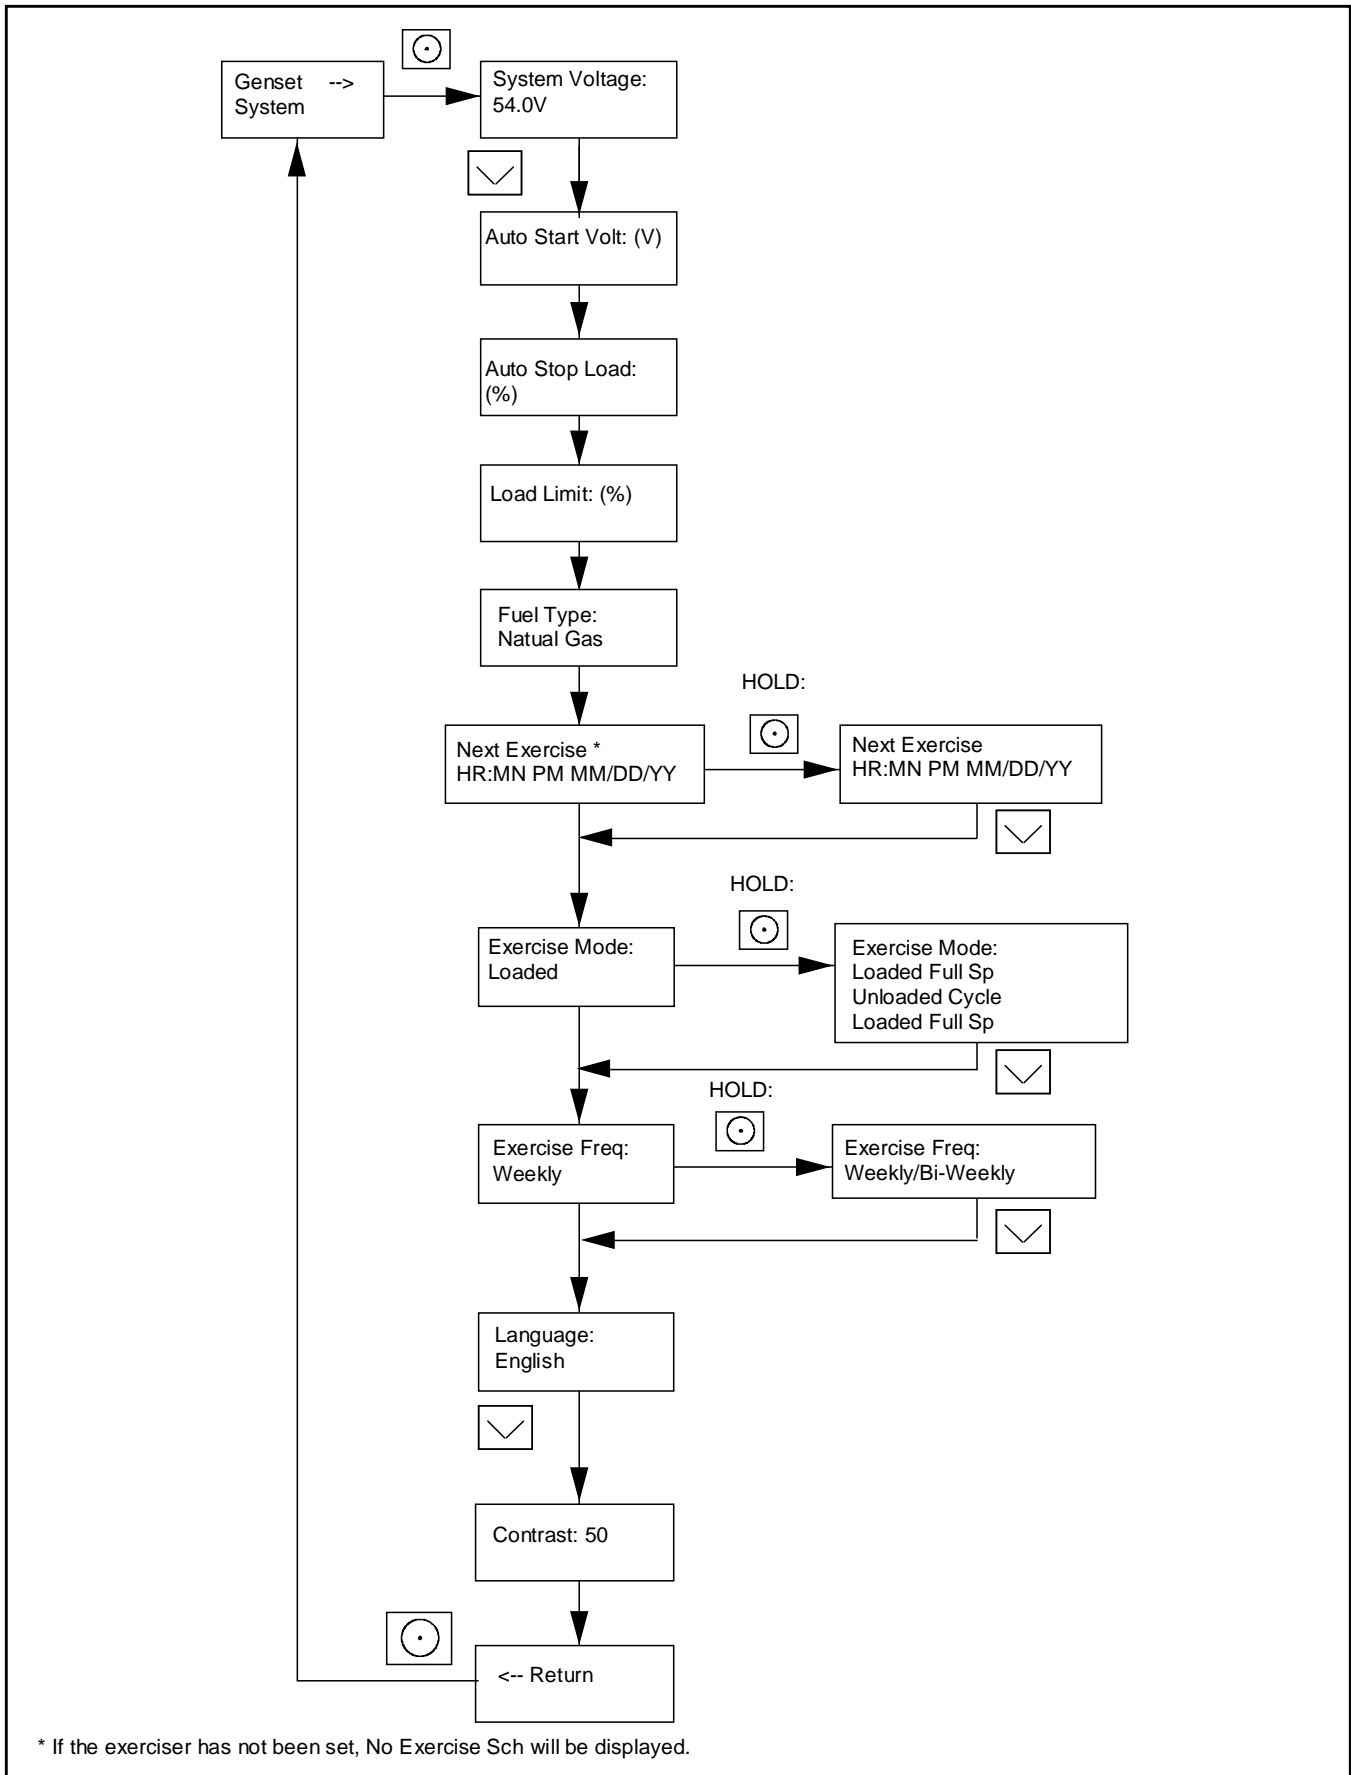 Genset -->
System
System Voltage:
54.0V
Auto Start Volt: (V)
Auto Stop Load:
(%)
Load Limit: (%)
Fuel Type:
Natual Gas
HOLD:
Next Exercise *
HR:MN PM MM/DD/YY
Next Exercise
HR:MN PM MM/DD/YY
HOLD:
Exercise Mode:
Loaded
Exercise Mode:
Loaded Full Sp
Unloaded Cycle
Loaded Full Sp
HOLD:
Exercise Freq:
Weekly
Exercise Freq:
Weekly/Bi-Weekly
Language:
English
Contrast: 50
<-- Return
* If the exerciser has not been set, No Exercise Sch will be displayed.